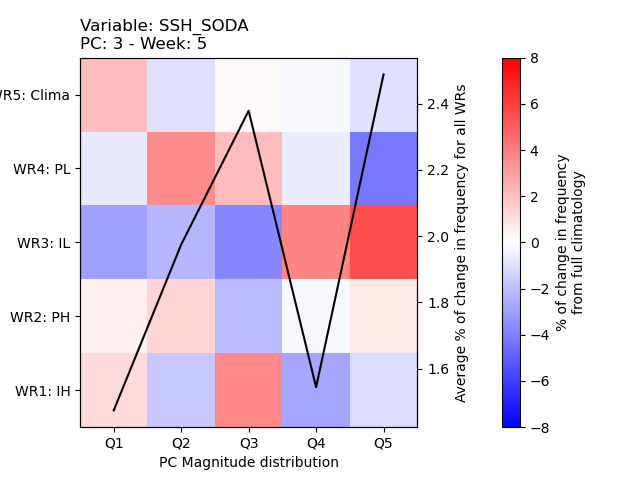 Variable: SSH_SODA
PC: 3 - Week: 5
WR5: Clima
WR4: PL
WR3: IL
WR2: PH
WR1: IH
Q1 Q2 Q3 Q4 Q5
PC Magnitude distribution
2.4
2.2
2.0
1.8
1.6
Average % of change in frequency for all WRs
8
6
4
2
0
−2
−4
−6
−8
% of change in frequency
from full climatology